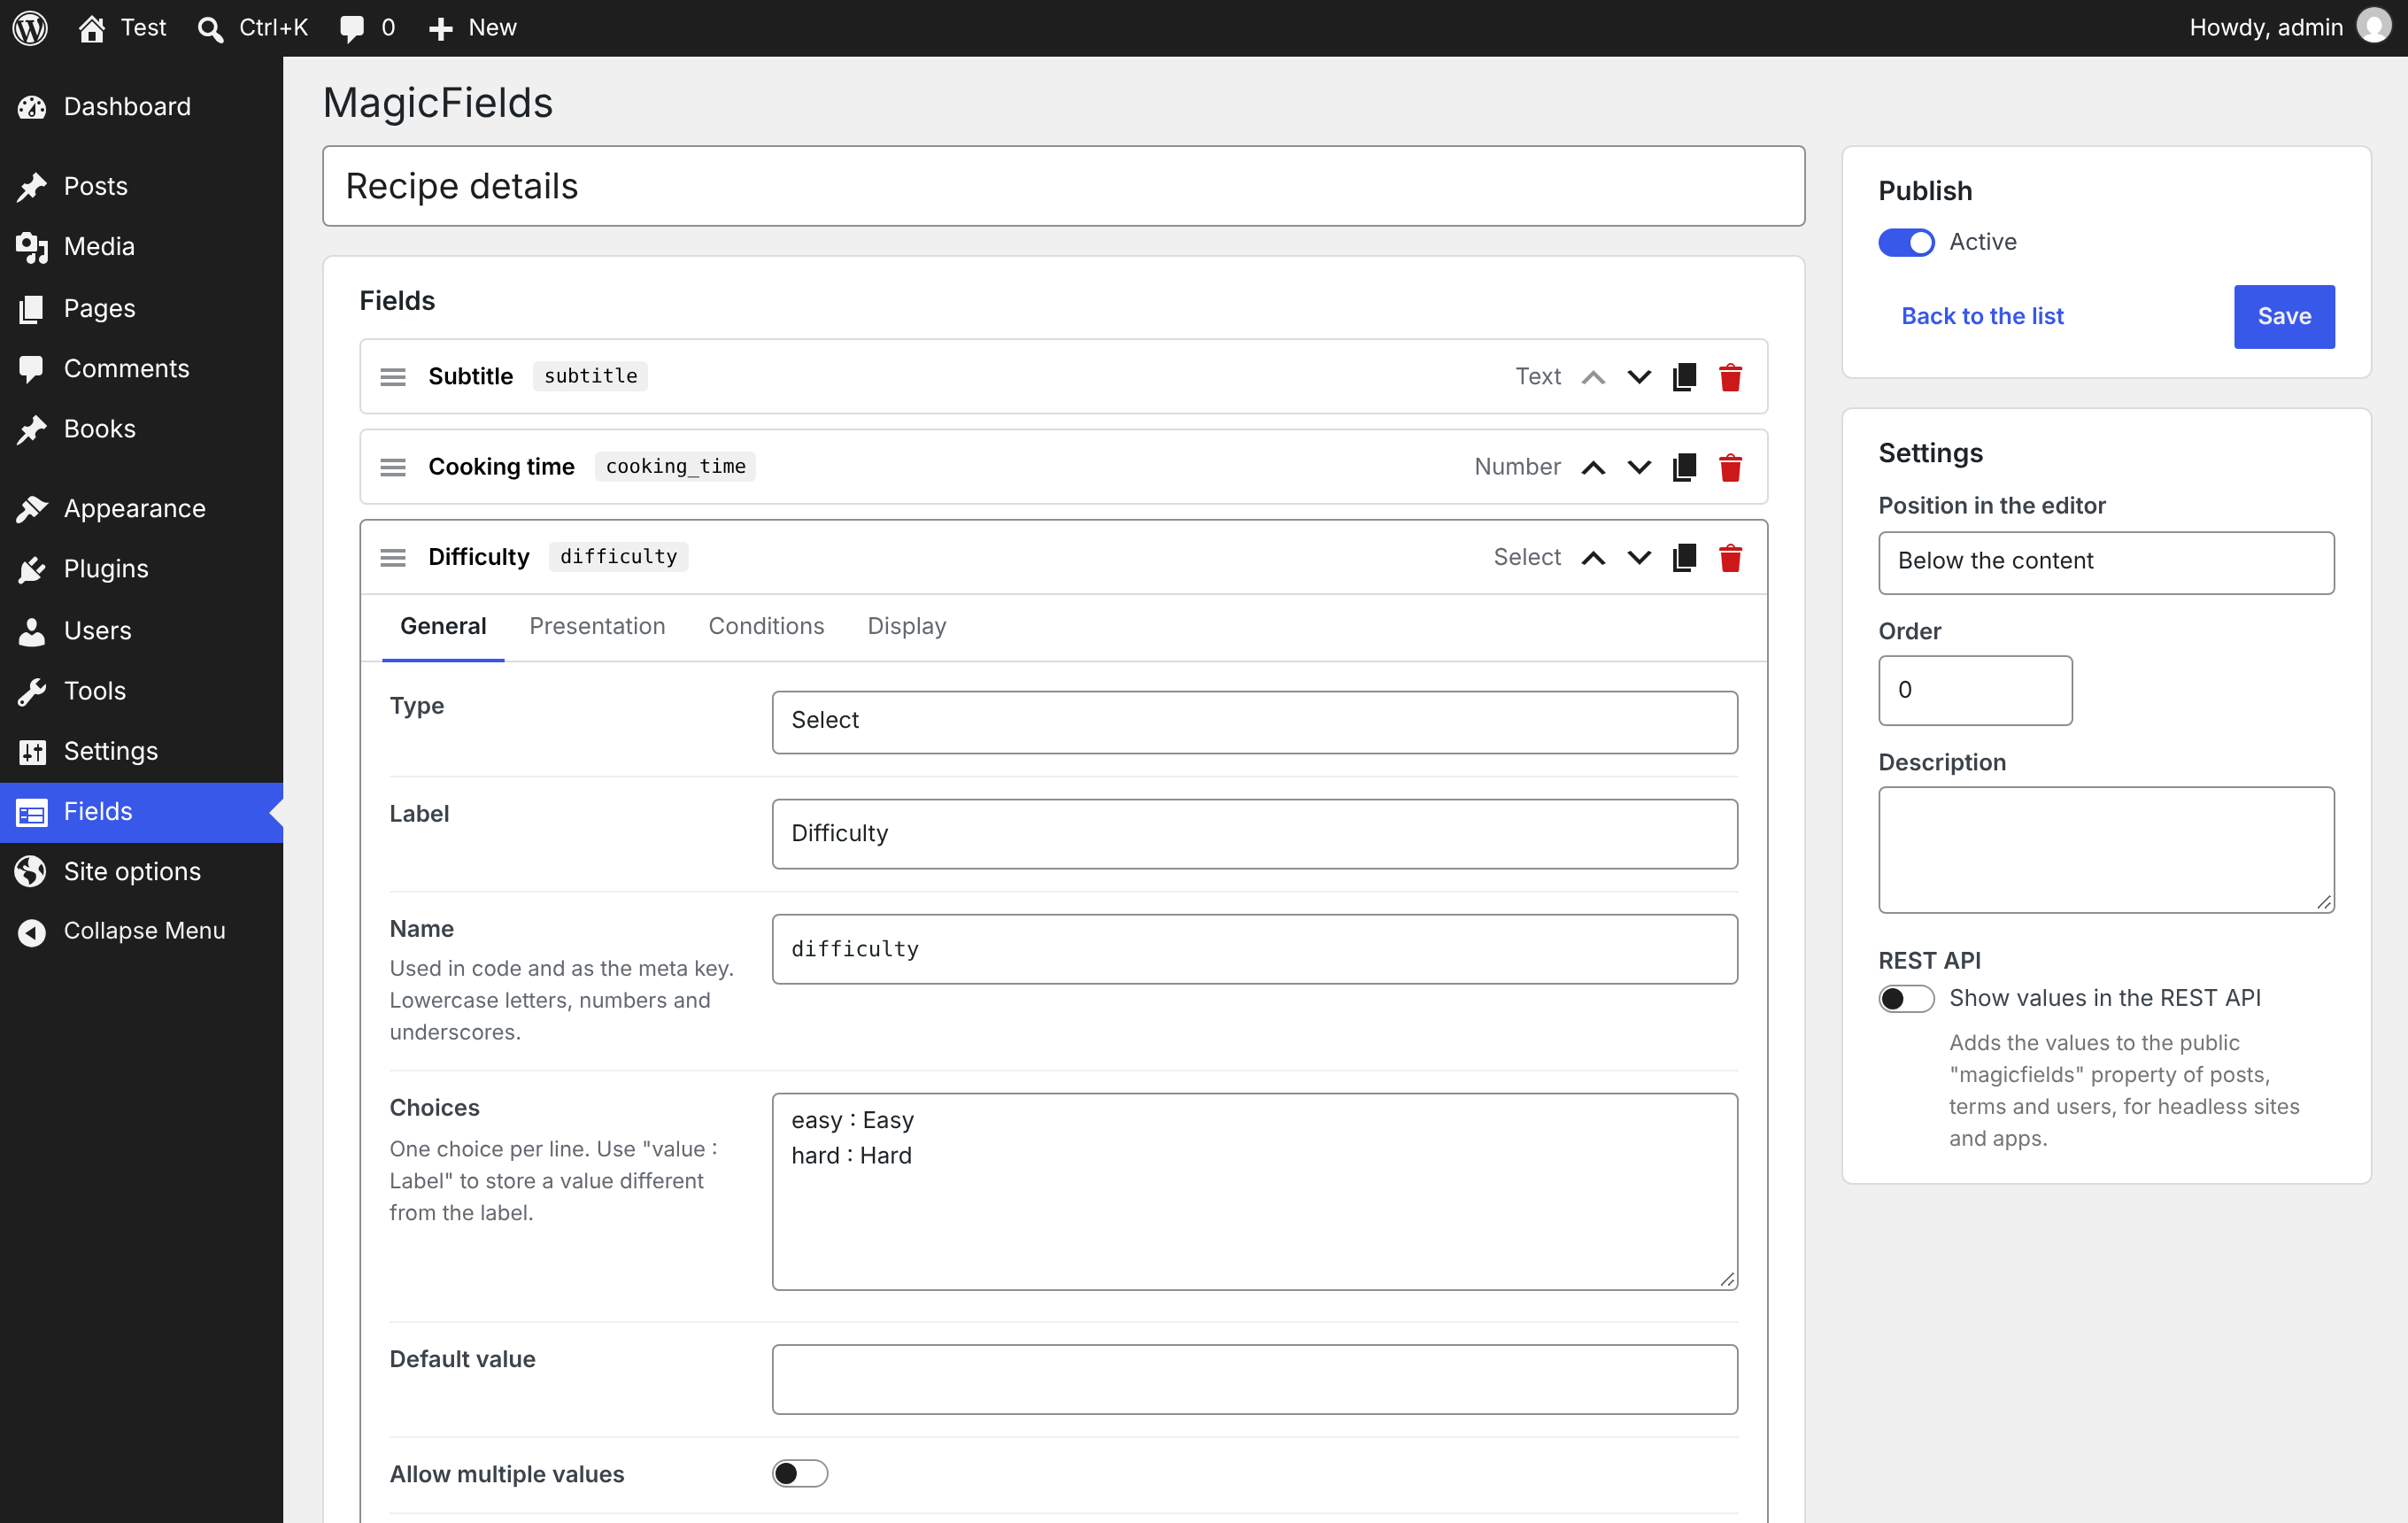 Test
Ctrl+K
0
New
Howdy, admin
Dashboard
Posts
Media
Pages
Comments
Books
Appearance
Plugins
Users
Tools
Settings
Fields
Site options
Collapse Menu
MagicFields
Recipe details
Fields
Subtitle subtitle Text
Cooking time cooking_time Number
Difficulty difficulty Select
General Presentation Conditions Display
Type
Select
Label
Difficulty
Name
Used in code and as the meta key.
Lowercase letters, numbers and
underscores.
difficulty
Choices
One choice per line. Use "value :
Label" to store a value different
from the label.
easy : Easy
hard : Hard
Default value
Allow multiple values
Publish
Active
Back to the list
Save
Settings
Position in the editor
Below the content
Order
0
Description
REST API
Show values in the REST API
Adds the values to the public
"magicfields" property of posts,
terms and users, for headless sites
and apps.